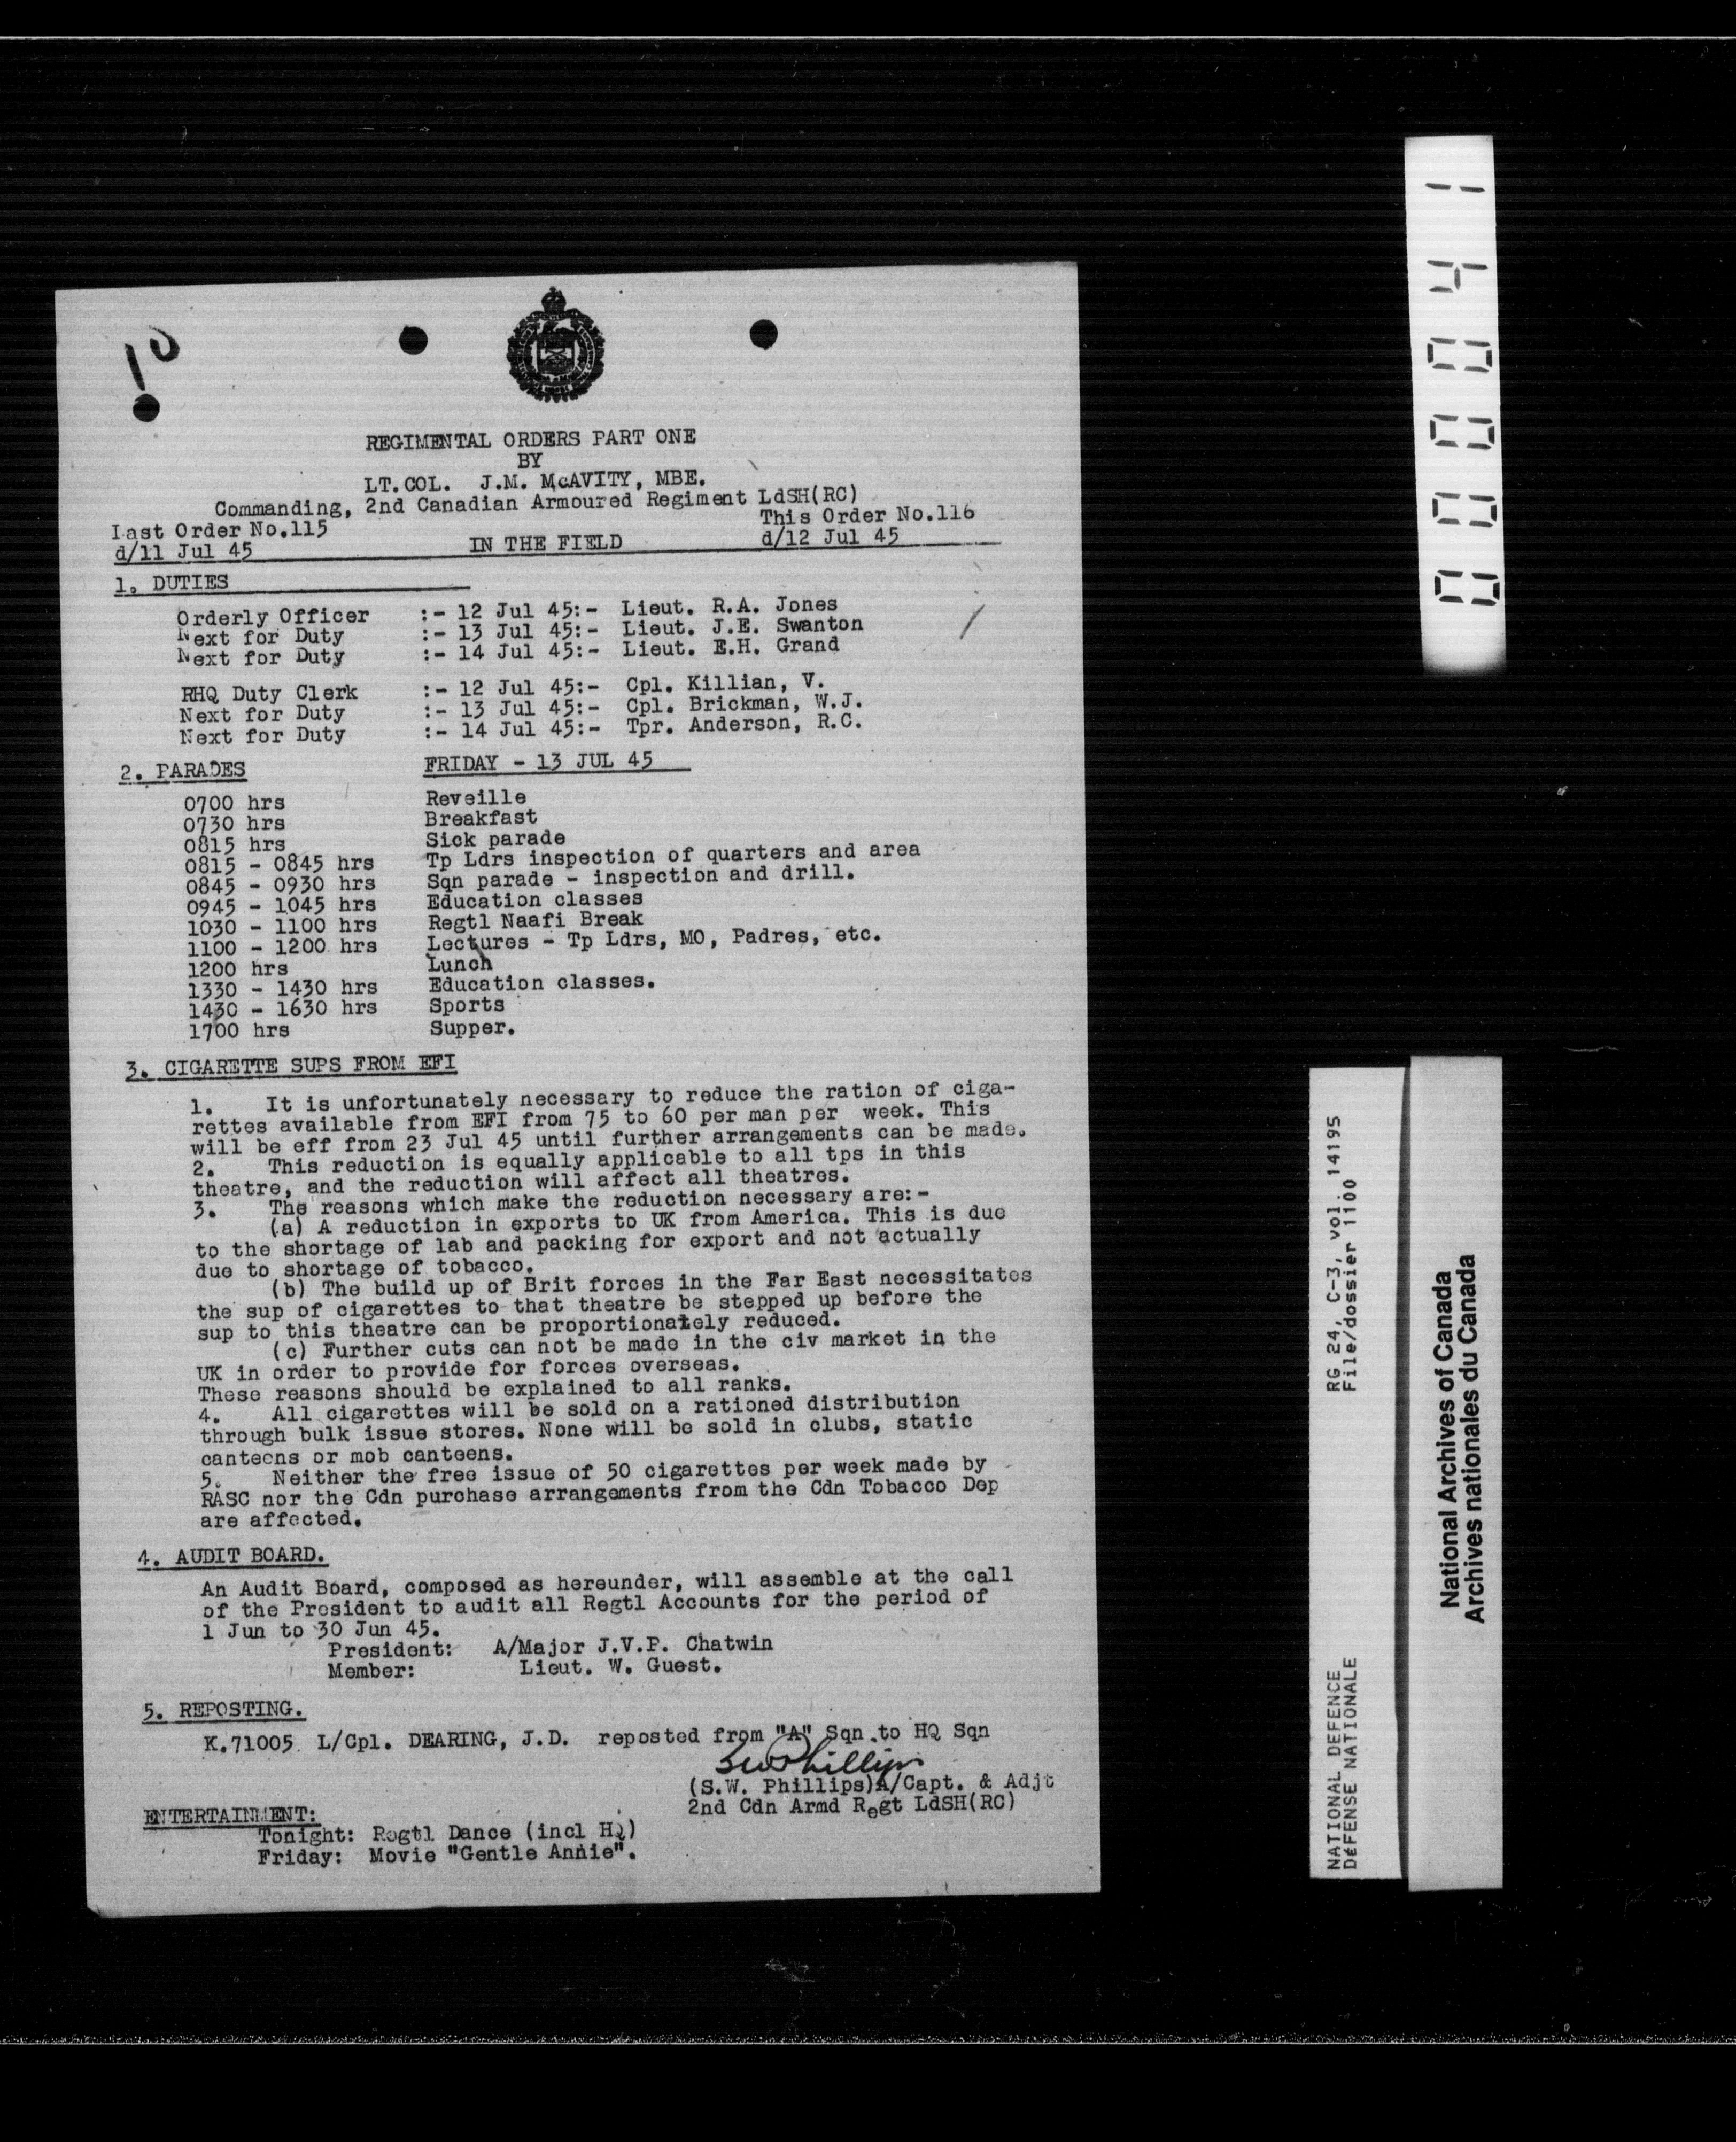 10
REGIMENTAL ORDERS PART ONE
BY
LT.COL. J.M. McAVITY, MBE.
Commanding, 2nd Canadian Armoured Regiment LdSH(RC)
Last Order No.115 This Order No.116
d/11 Jul 45 IN THE FIELD d/12 Jul 45
1. DUTIES
Orderly Officer :- 12 Jul 45:- Lieut. R.A. Jones
Next for Duty :- 13 Jul 45:- Lieut. J.E. Swanton
Next for Duty :- 14 Jul 45:- Lieut. E.H. Grand
RHQ Duty Clerk :- 12 Jul 45:- Cpl. Killian, V.
Next for Duty :- 13 Jul 45:- Cpl. Brickman, W.J.
Next for Duty :- 14 Jul 45:- Tpr. Anderson, R.C.
2. PARADES FRIDAY - 13 JUL 45
0700 hrs Reveille
0730 hrs Breakfast
0815 hrs Sick parade
0815 - 0845 hrs Tp Ldrs inspection of quarters and area
0845 - 0930 hrs Sqn parade - inspection and drill.
0945 - 1045 hrs Education classes
1030 - 1100 hrs Regtl Naafi Break
1100 - 1200 hrs Lectures - Tp Ldrs, MO, Padres, etc.
1200 hrs Lunch
1330 - 1430 hrs Education classes.
1430 - 1630 hrs Sports
1700 hrs Supper.
3. CIGARETTE SUPS FROM EFI
1. It is unfortunately necessary to reduce the ration of ciga-
rettes available from EFI from 75 to 60 per man per week. This
will be eff from 23 Jul 45 until further arrangements can be made.
2. This reduction is equally applicable to all tps in this
theatre, and the reduction will affect all theatres.
3. The reasons which make the reduction necessary are:-
(a) A reduction in exports to UK from America. This is due
to the shortage of lab and packing for export and not actually
due to shortage of tobacco.
(b) The build up of Brit forces in the Far East necessitates
the sup of cigarettes to that theatre be stepped up before the
sup to this theatre can be proportionately reduced.
(c) Further cuts can not be made in the civ market in the
UK in order to provide for forces overseas.
These reasons should be explained to all ranks.
4. All cigarettes will be sold on a rationed distribution
through bulk issue stores. None will be sold in clubs, static
canteens or mob canteens.
5. Neither the free issue of 50 cigarettes per week made by
RASC nor the Cdn purchase arrangements from the Cdn Tobacco Dep
are affected.
4. AUDIT BOARD.
An Audit Board, composed as hereunder, will assemble at the call
of the President to audit all Regtl Accounts for the period of
1 Jun to 30 Jun 45.
President: A/Major J.V.P. Chatwin
Member: Lieut. W. Guest.
5. REPOSTING.
K.71005 L/Cpl. DEARING, J.D. reposted from "A" Sqn to HQ Sqn
SWPhillips
(S.W. Phillips)A/Capt. & Adjt
2nd Cdn Armd Regt LdSH(RC)
ENTERTAINMENT:
Tonight: Regtl Dance (incl HQ)
Friday: Movie "Gentle Annie".
000041
NATIONAL DEFENCE RG 24, C-3, vol. 14195
DéFENSE NATIONALE File/dossier 1100
National Archives of Canada
Archives nationales du Canada